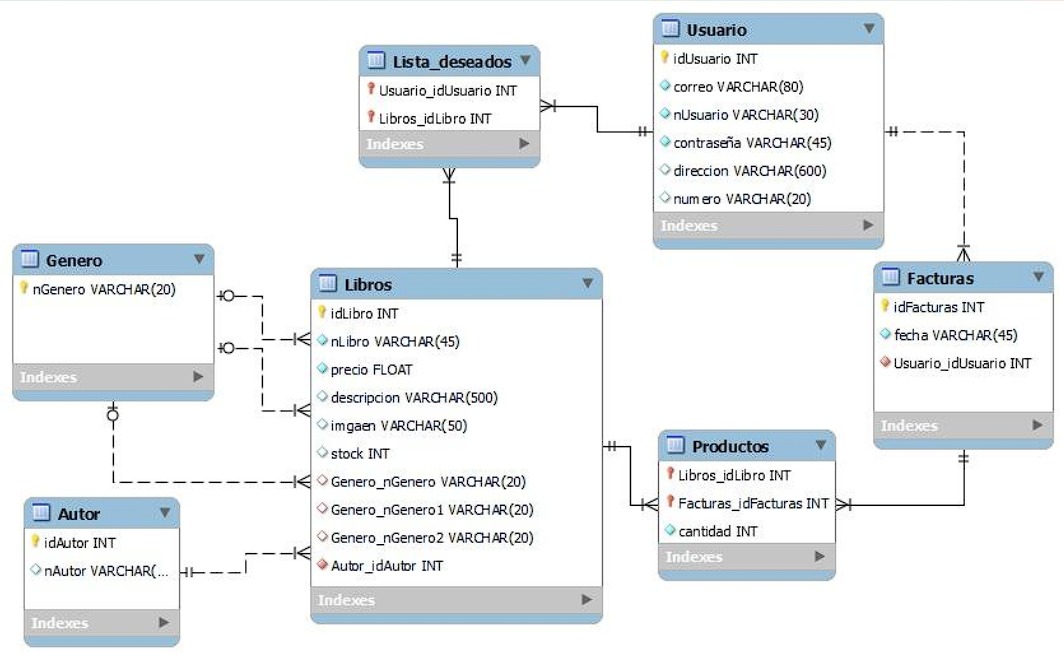 Usuario
idUsuario INT
correo VARCHAR(80)
nUsuario VARCHAR(30)
contraseña VARCHAR(45)
direccion VARCHAR(600)
numero VARCHAR(20)
Indexes
Lista_deseados
Usuario_idUsuario INT
Libros_idLibro INT
Indexes
Genero
nGenero VARCHAR(20)
Indexes
Libros
idLibro INT
nLibro VARCHAR(45)
precio FLOAT
descripcion VARCHAR(500)
imgaen VARCHAR(50)
stock INT
Genero_nGenero VARCHAR(20)
Genero_nGenero1 VARCHAR(20)
Genero_nGenero2 VARCHAR(20)
Autor_idAutor INT
Indexes
Facturas
idFacturas INT
fecha VARCHAR(45)
Usuario_idUsuario INT
Indexes
Productos
Libros_idLibro INT
Facturas_idFacturas INT
cantidad INT
Indexes
Autor
idAutor INT
nAutor VARCHAR(...
Indexes